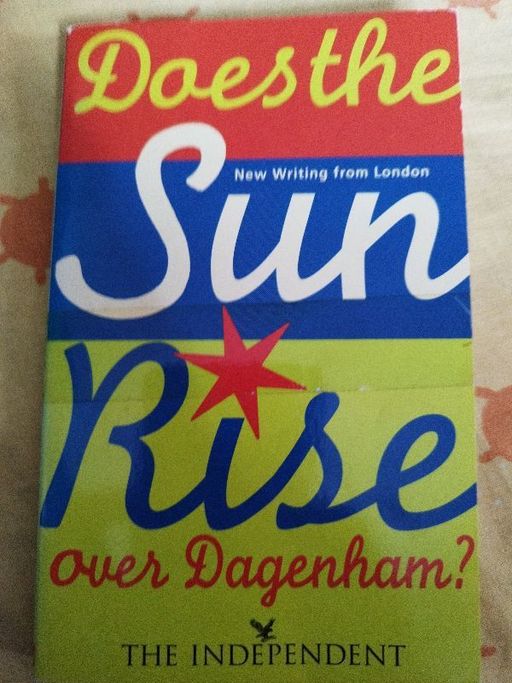 Does the
New Writing from London
Sun
Rise
over Dagenham?
THE INDEPENDENT